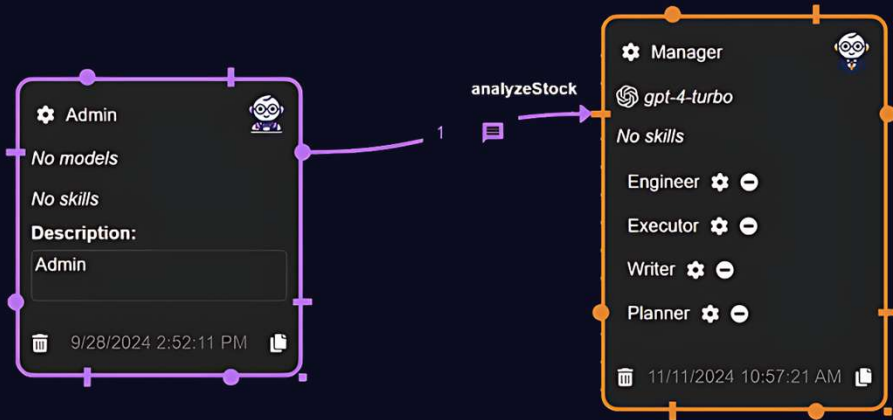 Admin
No models
No skills
Description:
Admin
9/28/2024 2:52:11 PM
analyzeStock
1
Manager
gpt-4-turbo
No skills
Engineer
Executor
Writer
Planner
11/11/2024 10:57:21 AM